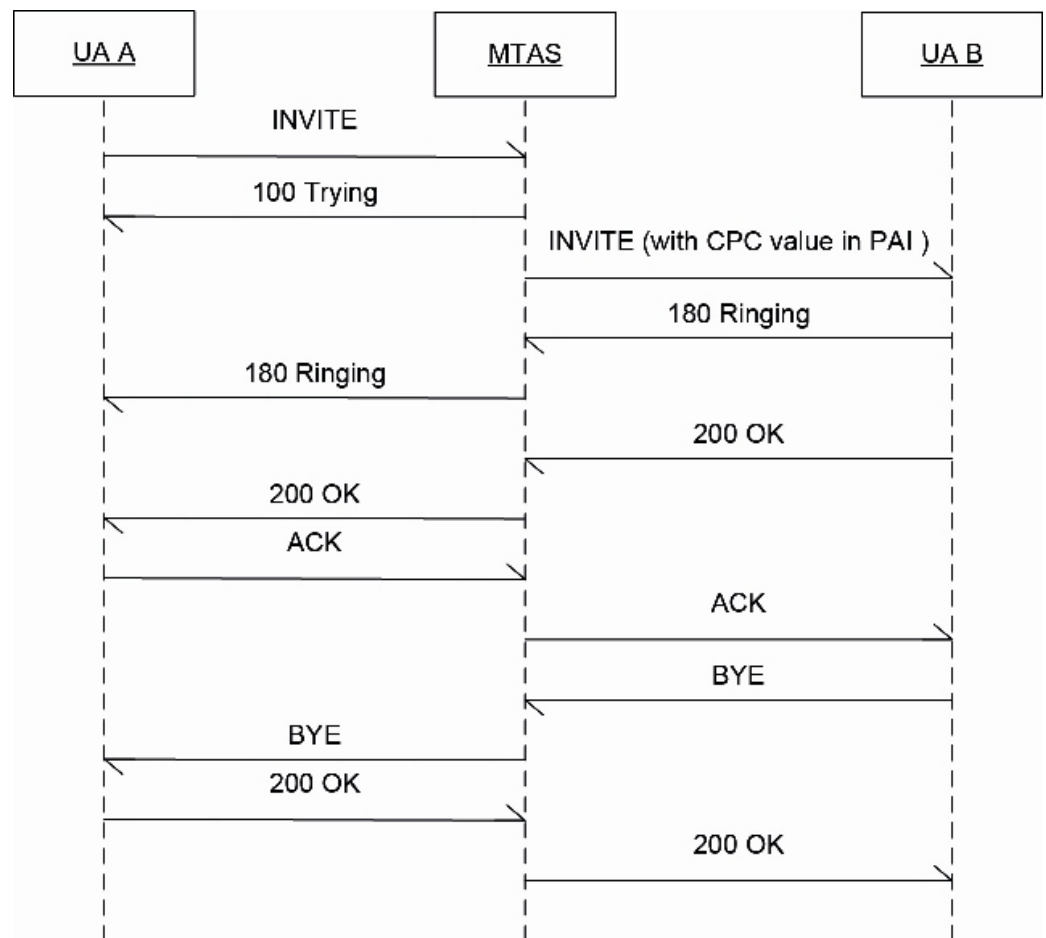 UA A
MTAS
UA B
INVITE
100 Trying
INVITE (with CPC value in PAI )
180 Ringing
180 Ringing
200 OK
200 OK
ACK
ACK
BYE
BYE
200 OK
200 OK